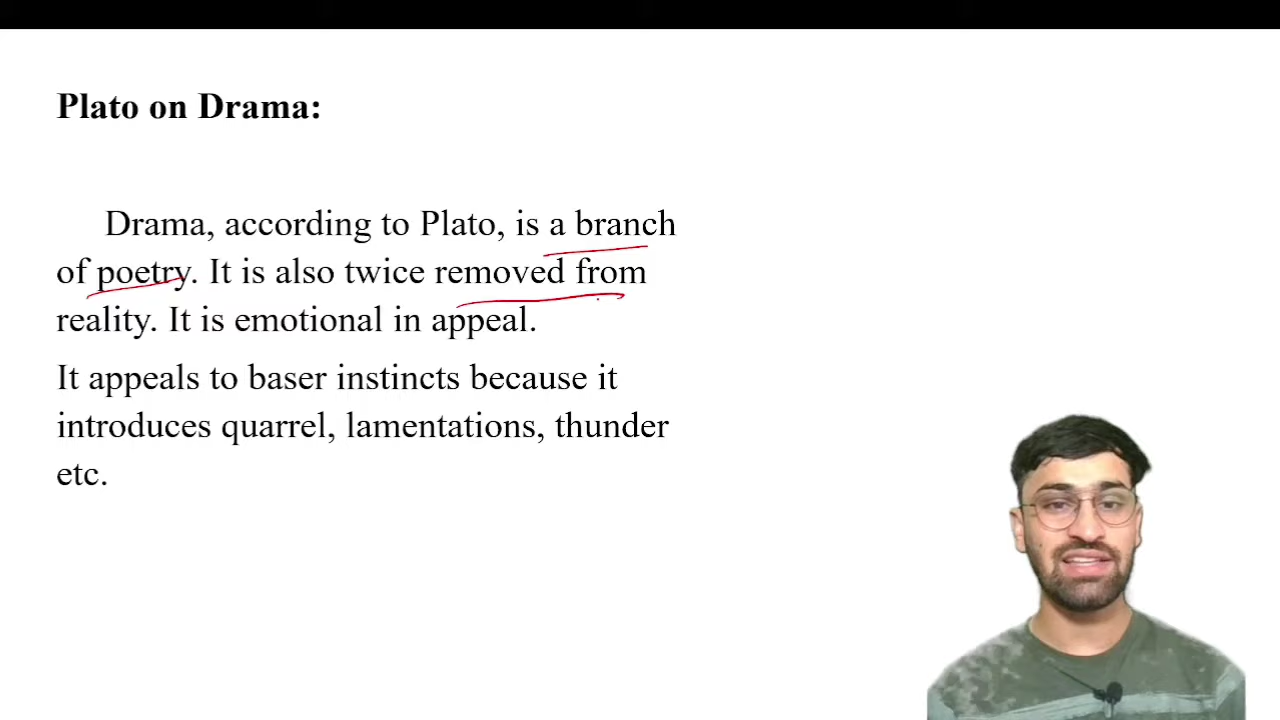 Plato on Drama:
Drama, according to Plato, is a branch
of poetry. It is also twice removed from
reality. It is emotional in appeal.
It appeals to baser instincts because it
introduces quarrel, lamentations, thunder
etc.